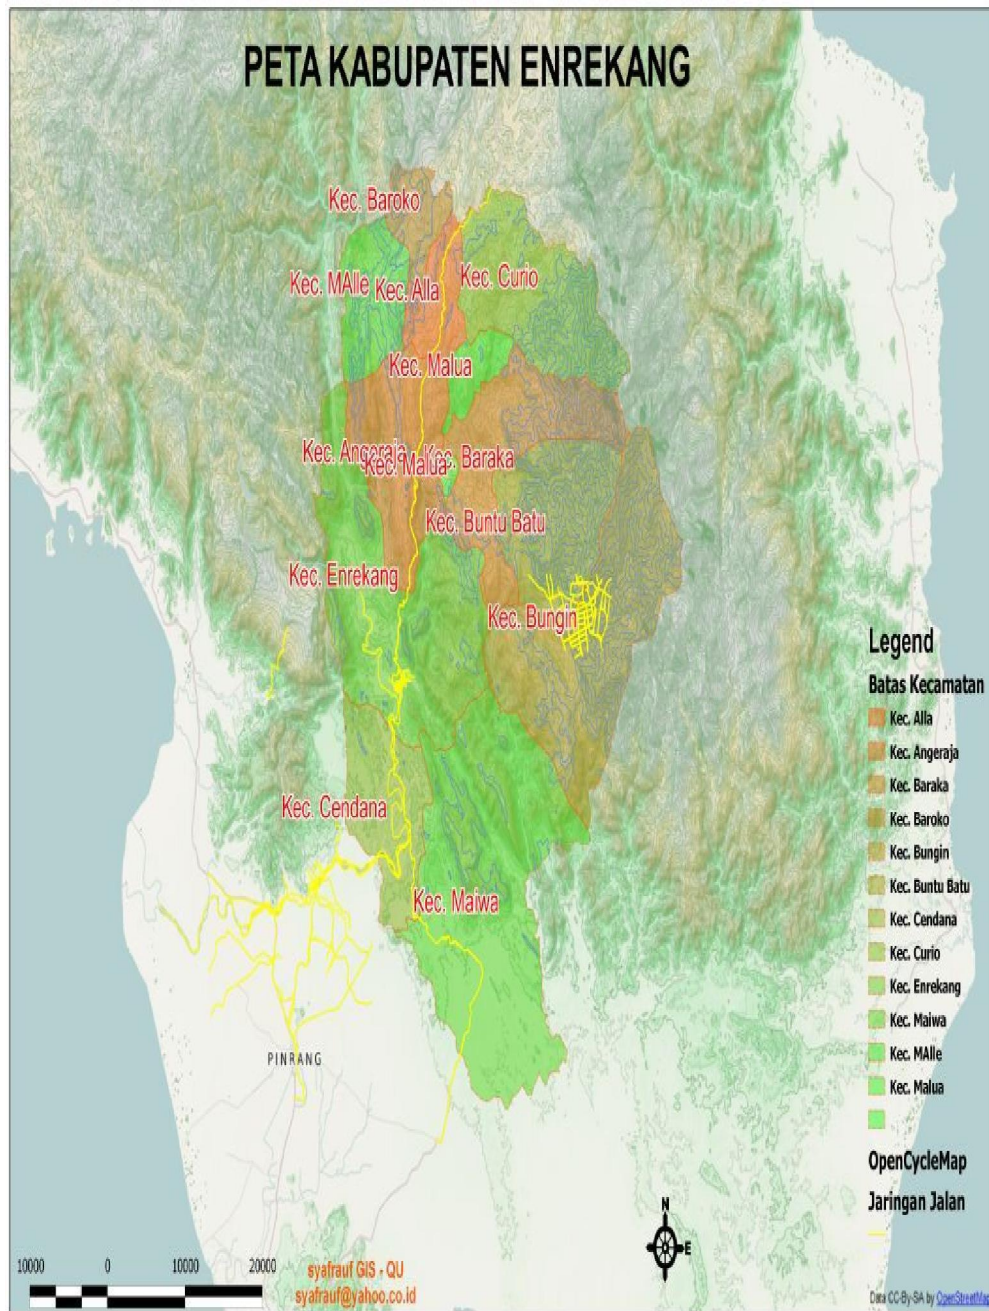 PETA KABUPATEN ENREKANG
Kec. Baroko
Kec. MAlle
Kec. Alla
Kec. Curio
Kec. Malua
Kec. Angeraja
Kec. Malua
Kec. Baraka
Kec. Buntu Batu
Kec. Enrekang
Kec. Bungin
Kec. Cendana
Kec. Maiwa
PINRANG
Legend
Batas Kecamatan
Kec. Alla
Kec. Angeraja
Kec. Baraka
Kec. Baroko
Kec. Bungin
Kec. Buntu Batu
Kec. Cendana
Kec. Curio
Kec. Enrekang
Kec. Maiwa
Kec. MAlle
Kec. Malua
OpenCycleMap
Jaringan Jalan
N
E
10000 0 10000 20000
syafrauf GIS - QU
syafrauf@yahoo.co.id
Data CC-By-SA by OpenStreetMap